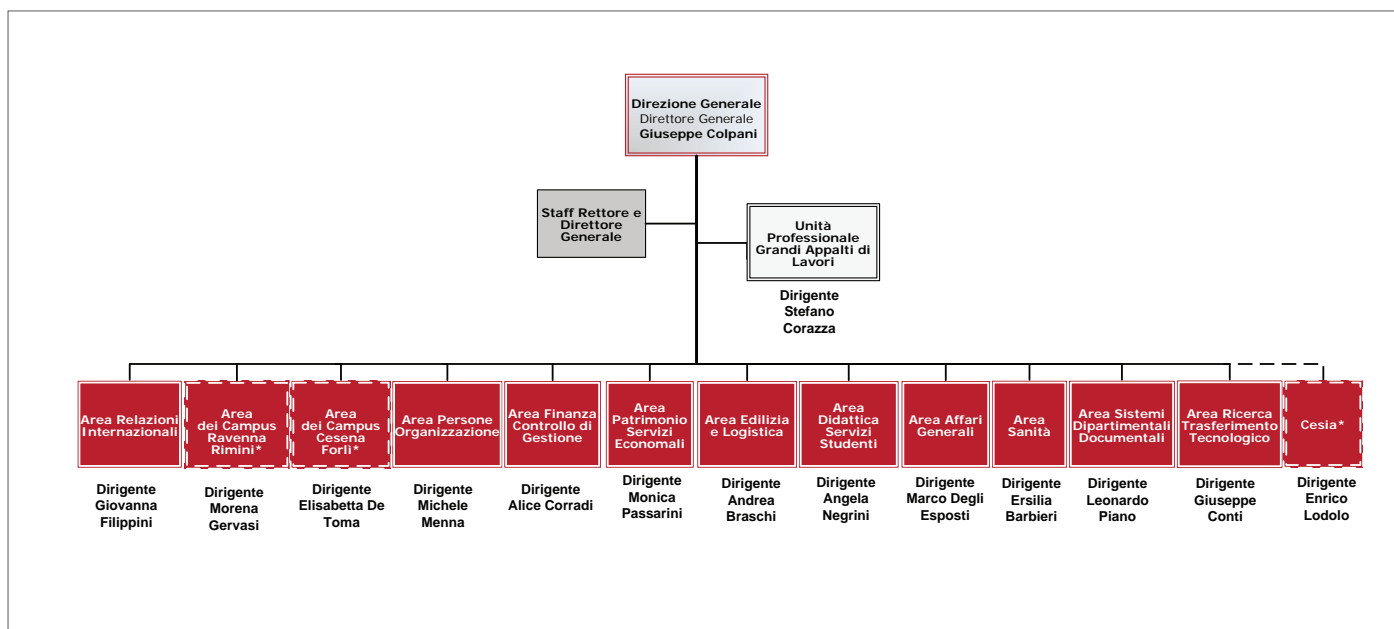 Direzione Generale
Direttore Generale
Giuseppe Colpani
Staff Rettore e
Direttore
Generale
Unità
Professionale
Grandi Appalti di
Lavori
Dirigente
Stefano
Corazza
Area Relazioni
Internazionali
Dirigente
Giovanna
Filippini
Area
dei Campus
Ravenna
Rimini*
Dirigente
Morena
Gervasi
Area
dei Campus
Cesena
Forlì*
Dirigente
Elisabetta De
Toma
Area Persone
Organizzazione
Dirigente
Michele
Menna
Area Finanza
Controllo di
Gestione
Dirigente
Alice Corradi
Area
Patrimonio
Servizi
Economali
Dirigente
Monica
Passarini
Area Edilizia
e Logistica
Dirigente
Andrea
Braschi
Area
Didattica
Servizi
Studenti
Dirigente
Angela
Negrini
Area Affari
Generali
Dirigente
Marco Degli
Esposti
Area
Sanità
Dirigente
Ersilia
Barbieri
Area Sistemi
Dipartimentali
Documentali
Dirigente
Leonardo
Piano
Area Ricerca
Trasferimento
Tecnologico
Dirigente
Giuseppe
Conti
Cesia*
Dirigente
Enrico
Lodolo